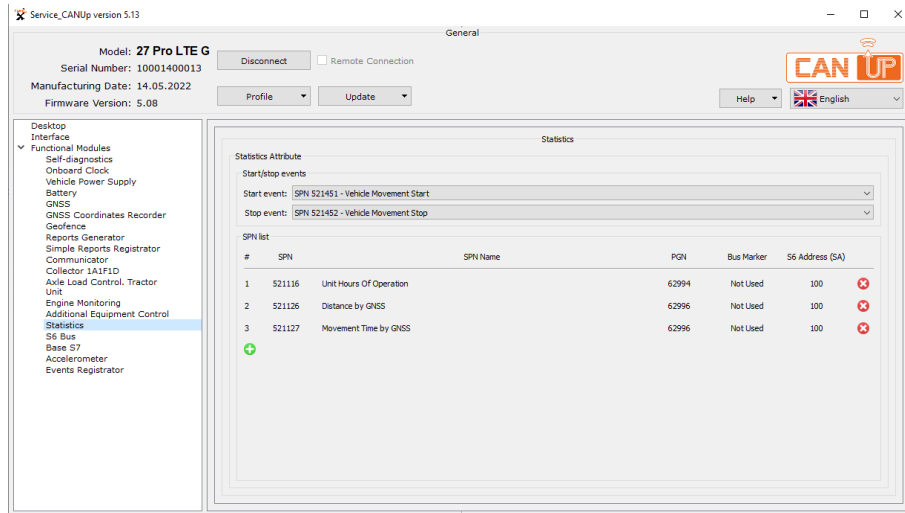 Service_CANUp version 5.13
General
Model: 27 Pro LTE G
Serial Number: 10001400013
Manufacturing Date: 14.05.2022
Firmware Version: 5.08
Disconnect
Remote Connection
Profile
Update
CAN UP
Help
English
Desktop
Interface
Functional Modules
Self-diagnostics
Onboard Clock
Vehicle Power Supply
Battery
GNSS
GNSS Coordinates Recorder
Geofence
Reports Generator
Simple Reports Registrator
Communicator
Collector 1A1F1D
Axle Load Control. Tractor
Unit
Engine Monitoring
Additional Equipment Control
Statistics
S6 Bus
Base S7
Accelerometer
Events Registrator
Statistics
Statistics Attribute
Start/stop events
Start event: SPN 521451 - Vehicle Movement Start
Stop event: SPN 521452 - Vehicle Movement Stop
SPN list
# SPN SPN Name PGN Bus Marker S6 Address (SA)
1 521116 Unit Hours Of Operation 62994 Not Used 100
2 521126 Distance by GNSS 62996 Not Used 100
3 521127 Movement Time by GNSS 62996 Not Used 100